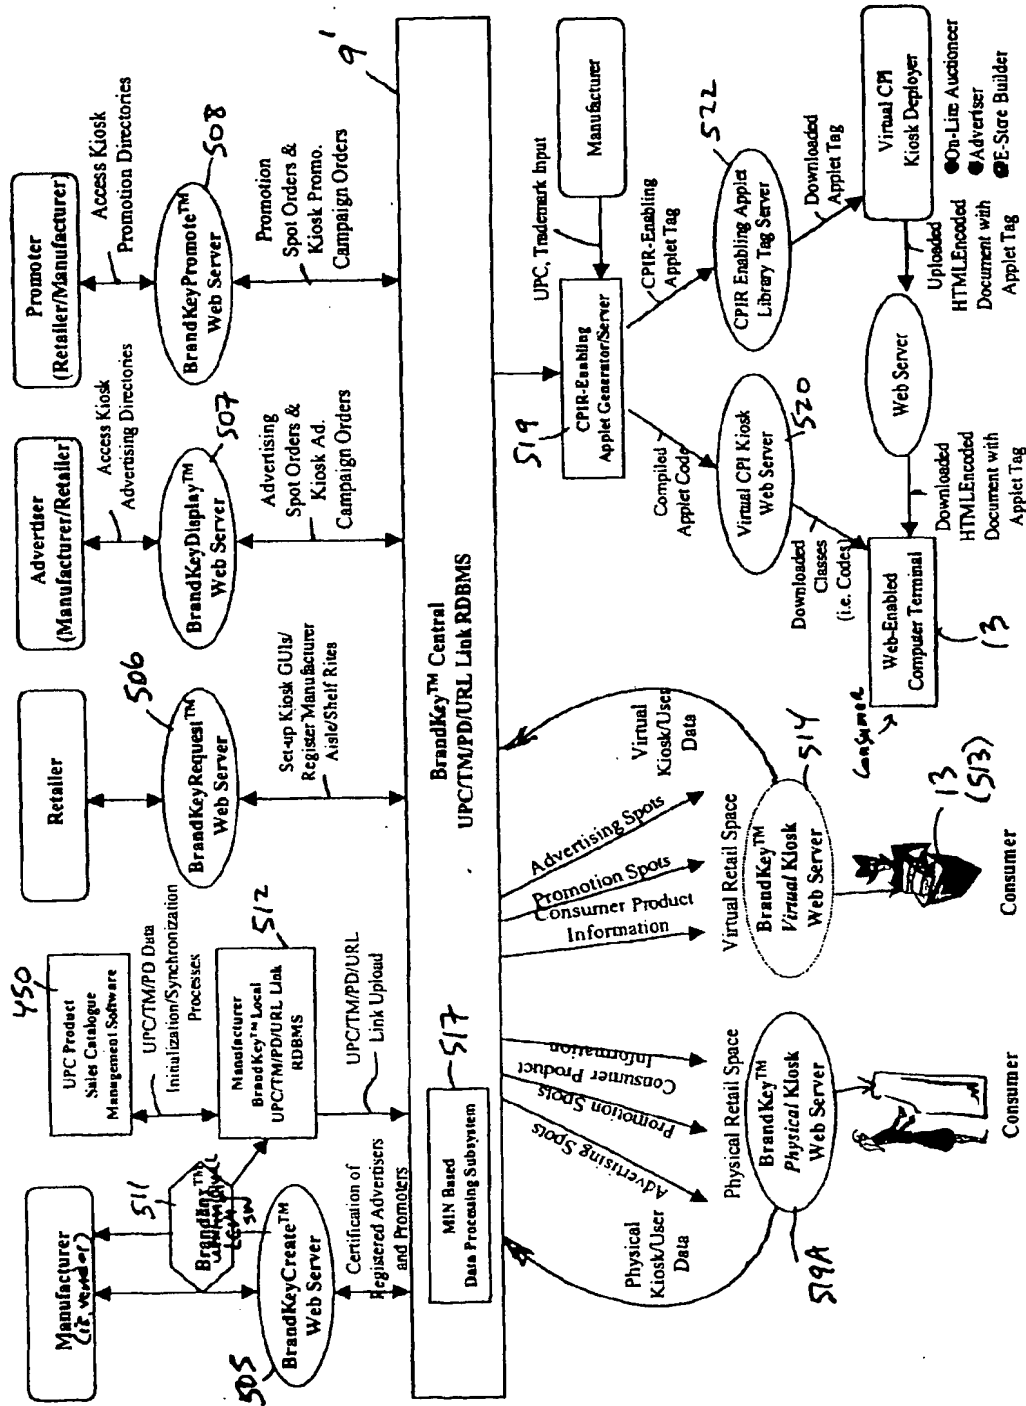 Manufacturer
(ie. vendor)
511
505
BrandKeyCreate™
Web Server
Certification of
Registered Advertisers
and Promoters
450
UPC Product
Sales Catalogue
Management Software
UPC/TM/PD Data
Initialization/Synchronization
Processes
512
Manufacturer
BrandKey™ Local
UPC/TM/PD/URL Link
RDBMS
UPC/TM/PD/URL
Link Upload
Retailer
506
BrandKeyRequest™
Web Server
Set-up Kiosk GUIs/
Register Manufacturer
Aisle/Shelf Rites
Advertiser
(Manufacturer/Retailer)
Access Kiosk
Advertising Directories
507
BrandKeyDisplay™
Web Server
Advertising
Spot Orders &
Kiosk Ad.
Campaign Orders
Promoter
(Retailer/Manufacturer)
Access Kiosk
Promotion Directories
508
BrandKeyPromote™
Web Server
Promotion
Spot Orders &
Kiosk Promo.
Campaign Orders
9'
BrandKey™ Central
UPC/TM/PD/URL Link RDBMS
517
MIN Based
Data Processing Subsystem
Physical
Kiosk/User
Data
Advertising Spots
Promotion Spots
Consumer Product
Information
Physical Retail Space
BrandKey™
Physical Kiosk
Web Server
519A
Consumer
Advertising Spots
Promotion Spots
Consumer Product
Information
Virtual
Kiosk/User
Data
Virtual Retail Space
BrandKey™
Virtual Kiosk
Web Server
514
13
(513)
Consumer
519
CPIR-Enabling
Applet Generator/Server
UPC, Trademark Input
Manufacturer
Compiled
Applet Code
CPIR-Enabling
Applet Tag
522
CPIR Enabling Applet
Library Tag Server
Virtual CPI Kiosk
Web Server
520
Downloaded
Applet Tag
Downloaded
Classes
(i.e. Codes)
Consumer
Web-Enabled
Computer Terminal
13
Web Server
Downloaded
HTMLEncoded
Document with
Applet Tag
Uploaded
HTMLEncoded
Document with
Applet Tag
Virtual CPI
Kiosk Deployer
●On-Line Auctioneer
●Advertiser
●E-Store Builder